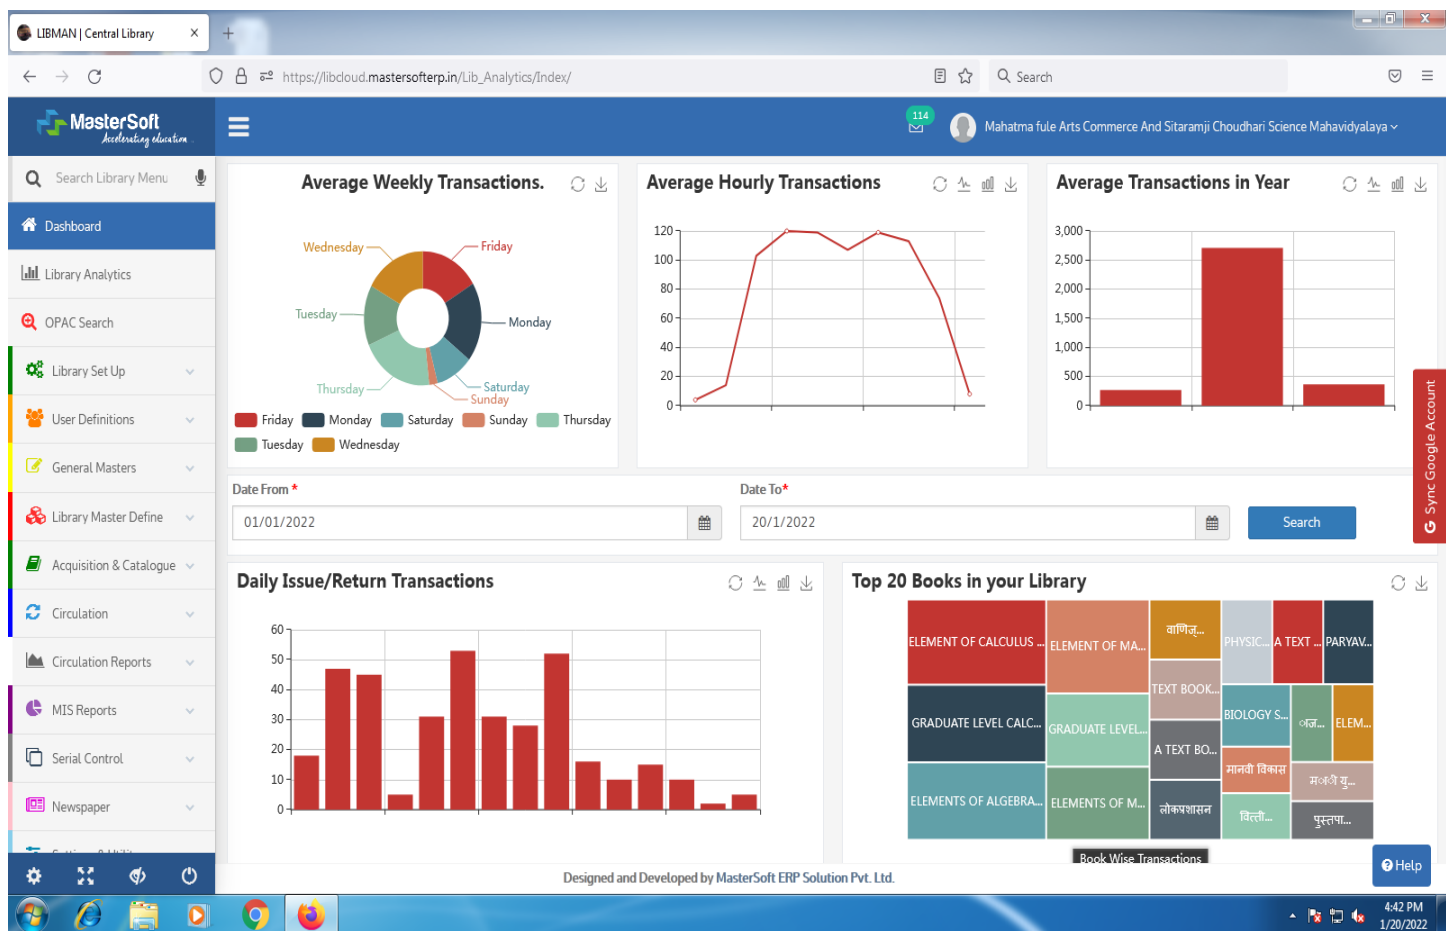 LIBMAN | Central Library
https://libcloud.mastersofterp.in/Lib_Analytics/Index/
Search
MasterSoft
Accelerating education
114
Mahatma fule Arts Commerce And Sitaramji Choudhari Science Mahavidyalaya
Search Library Menu
Dashboard
Library Analytics
OPAC Search
Library Set Up
User Definitions
General Masters
Library Master Define
Acquisition & Catalogue
Circulation
Circulation Reports
MIS Reports
Serial Control
Newspaper
Average Weekly Transactions.
Wednesday
Friday
Tuesday
Monday
Thursday
Saturday
Sunday
Friday Monday Saturday Sunday Thursday
Tuesday Wednesday
Average Hourly Transactions
120
100
80
60
40
20
0
Average Transactions in Year
3,000
2,500
2,000
1,500
1,000
500
0
Sync Google Account
Date From *
01/01/2022
Date To*
20/1/2022
Search
Daily Issue/Return Transactions
60
50
40
30
20
10
0
Top 20 Books in your Library
ELEMENT OF CALCULUS ...
GRADUATE LEVEL CALC...
ELEMENTS OF ALGEBRA...
ELEMENT OF MA...
GRADUATE LEVEL...
ELEMENTS OF M...
वाणिज्...
TEXT BOOK...
A TEXT BO...
लोकप्रशासन
PHYSIC...
A TEXT ...
PARYAV...
BIOLOGY S...
ELEM...
मानवी विकास
वित्ती...
पुस्तपा...
Book Wise Transactions
Help
Designed and Developed by MasterSoft ERP Solution Pvt. Ltd.
4:42 PM
1/20/2022